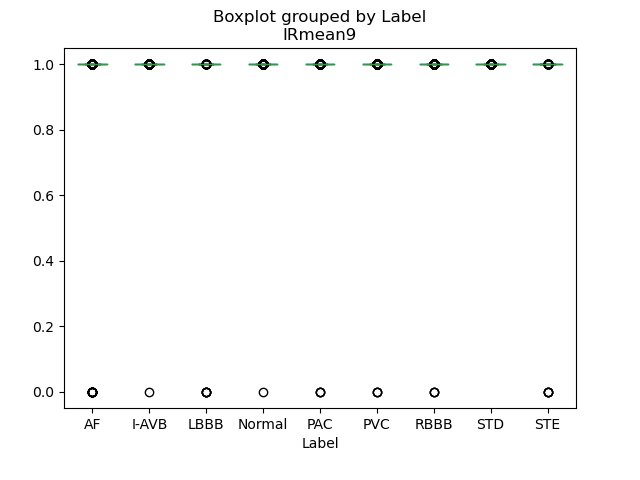 Boxplot grouped by Label
IRmean9
1.0
0.8
0.6
0.4
0.2
0.0
AF I-AVB LBBB Normal PAC PVC RBBB STD STE
Label